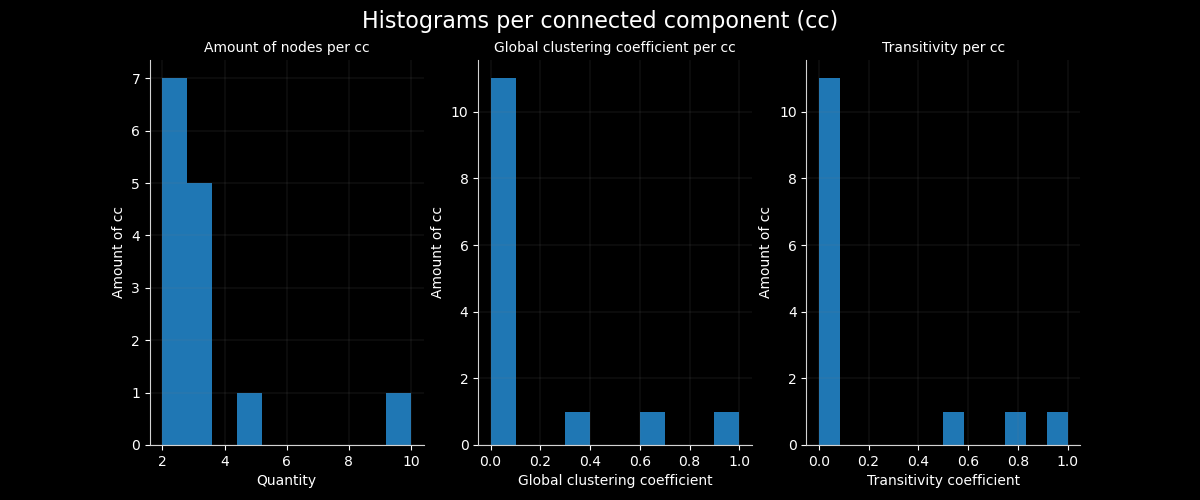 Histograms per connected component (cc)
Amount of nodes per cc
Amount of cc
7
6
5
4
3
2
1
0
2 4 6 8 10
Quantity
Global clustering coefficient per cc
Amount of cc
10
8
6
4
2
0
0.0 0.2 0.4 0.6 0.8 1.0
Global clustering coefficient
Transitivity per cc
Amount of cc
10
8
6
4
2
0
0.0 0.2 0.4 0.6 0.8 1.0
Transitivity coefficient